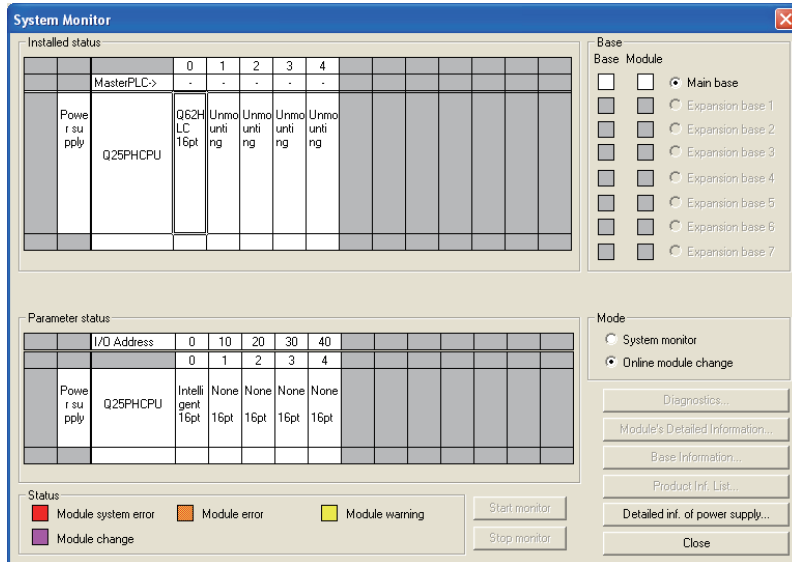 System Monitor
Installed status
0 1 2 3 4
MasterPLC-> - - - - -
Powe
r su
pply
Q25PHCPU
Q62H
LC
16pt
Unmo
unti
ng
Unmo
unti
ng
Unmo
unti
ng
Unmo
unti
ng
Base
Base Module
Main base
Expansion base 1
Expansion base 2
Expansion base 3
Expansion base 4
Expansion base 5
Expansion base 6
Expansion base 7
Parameter status
I/O Address 0 10 20 30 40
0 1 2 3 4
Powe
r su
pply
Q25PHCPU
Intelli
gent
16pt
None
16pt
None
16pt
None
16pt
None
16pt
Mode
System monitor
Online module change
Diagnostics...
Module's Detailed Information...
Base Information...
Product Inf. List...
Detailed inf. of power supply...
Close
Status
Module system error
Module error
Module warning
Module change
Start monitor
Stop monitor